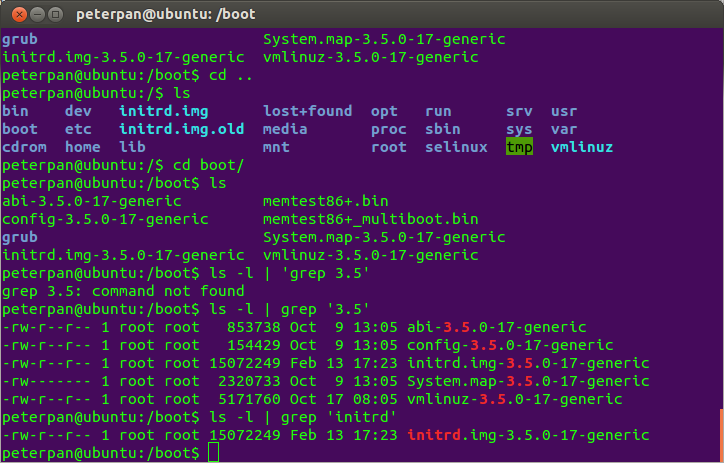 peterpan@ubuntu: /boot
grub                         System.map-3.5.0-17-generic
initrd.img-3.5.0-17-generic  vmlinuz-3.5.0-17-generic
peterpan@ubuntu:/boot$ cd ..
peterpan@ubuntu:/$ ls
bin    dev   initrd.img      lost+found  opt   run      srv  usr
boot   etc   initrd.img.old  media       proc  sbin     sys  var
cdrom  home  lib             mnt         root  selinux  tmp  vmlinuz
peterpan@ubuntu:/$ cd boot/
peterpan@ubuntu:/boot$ ls
abi-3.5.0-17-generic         memtest86+.bin
config-3.5.0-17-generic      memtest86+_multiboot.bin
grub                         System.map-3.5.0-17-generic
initrd.img-3.5.0-17-generic  vmlinuz-3.5.0-17-generic
peterpan@ubuntu:/boot$ ls -l | 'grep 3.5'
grep 3.5: command not found
peterpan@ubuntu:/boot$ ls -l | grep '3.5'
-rw-r--r-- 1 root root   853738 Oct  9 13:05 abi-3.5.0-17-generic
-rw-r--r-- 1 root root   154429 Oct  9 13:05 config-3.5.0-17-generic
-rw-r--r-- 1 root root 15072249 Feb 13 17:23 initrd.img-3.5.0-17-generic
-rw------- 1 root root  2320733 Oct  9 13:05 System.map-3.5.0-17-generic
-rw-r--r-- 1 root root  5171760 Oct 17 08:05 vmlinuz-3.5.0-17-generic
peterpan@ubuntu:/boot$ ls -l | grep 'initrd'
-rw-r--r-- 1 root root 15072249 Feb 13 17:23 initrd.img-3.5.0-17-generic
peterpan@ubuntu:/boot$